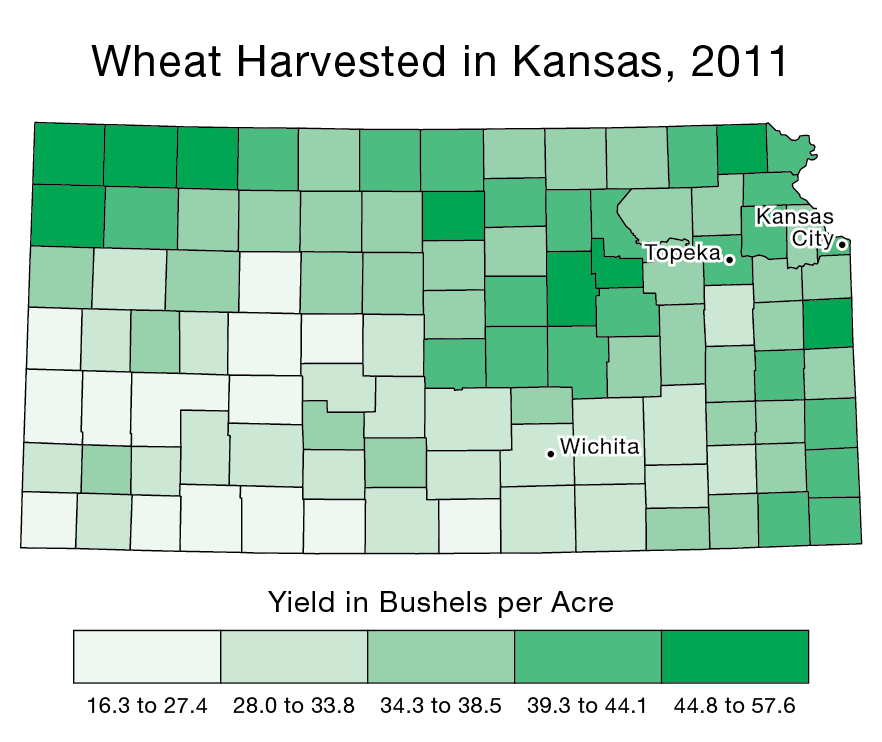 Wheat Harvested in Kansas, 2011
Kansas
City
Topeka
Wichita
Yield in Bushels per Acre
16.3 to 27.4
28.0 to 33.8
34.3 to 38.5
39.3 to 44.1
44.8 to 57.6